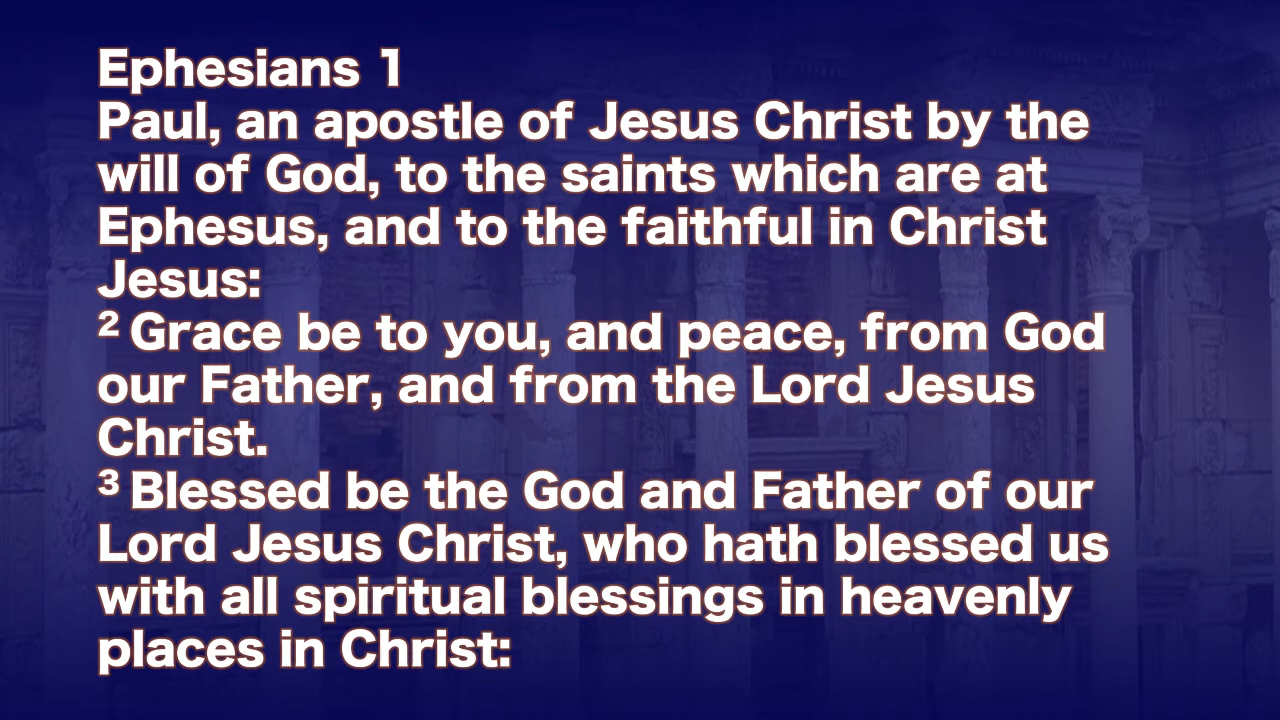 Ephesians 1
Paul, an apostle of Jesus Christ by the
will of God, to the saints which are at
Ephesus, and to the faithful in Christ
Jesus:
2 Grace be to you, and peace, from God
our Father, and from the Lord Jesus
Christ.
3 Blessed be the God and Father of our
Lord Jesus Christ, who hath blessed us
with all spiritual blessings in heavenly
places in Christ: